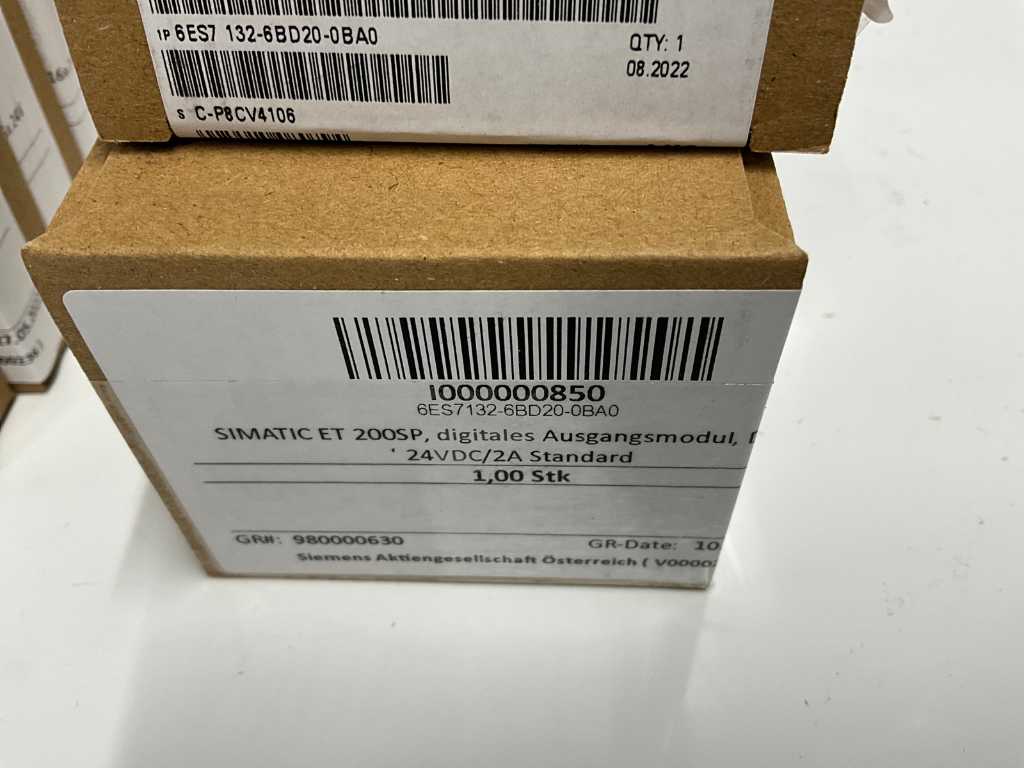 1P 6ES7 132-6BD20-0BA0
QTY: 1
08.2022
S C-P8CV4106
I000000850
6ES7132-6BD20-0BA0
SIMATIC ET 200SP, digitales Ausgangsmodul,
' 24VDC/2A Standard
1,00 Stk
GR#: 980000630 GR-Date: 10
Siemens Aktiengesellschaft Österreich ( V0000